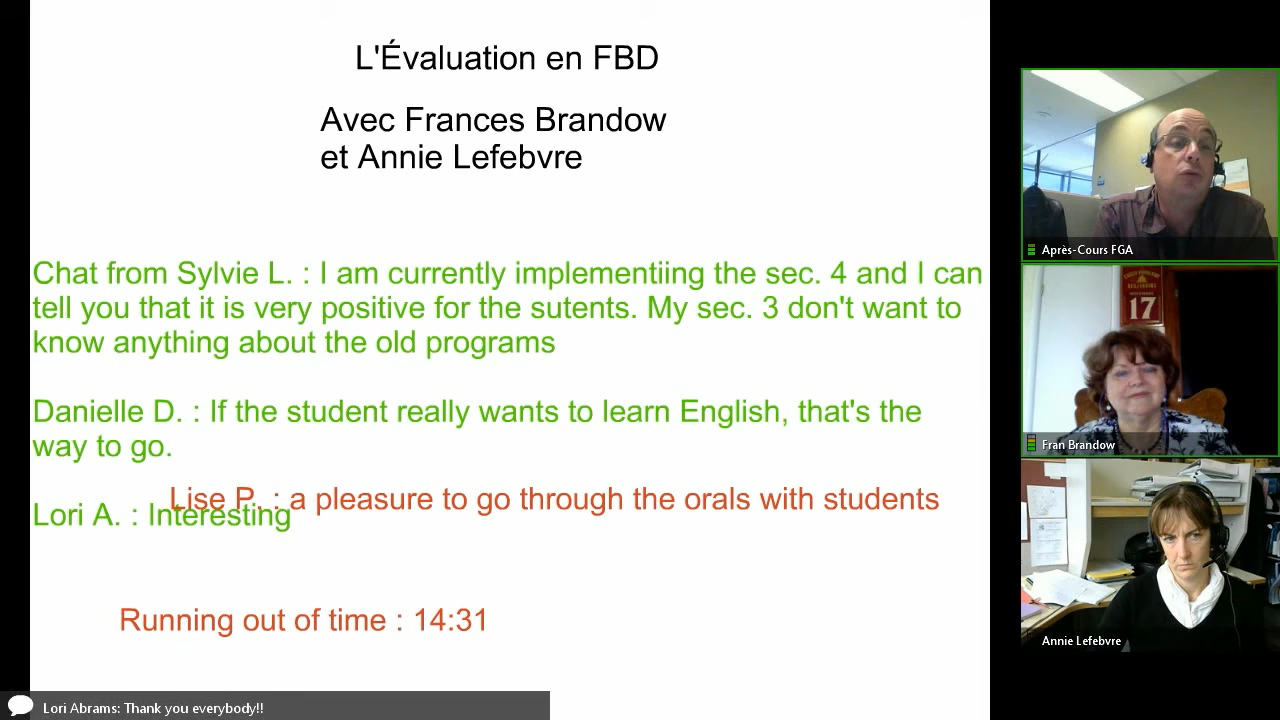 L'Évaluation en FBD
Avec Frances Brandow
et Annie Lefebvre
Chat from Sylvie L. : I am currently implementiing the sec. 4 and I can
tell you that it is very positive for the sutents. My sec. 3 don't want to
know anything about the old programs
Danielle D. : If the student really wants to learn English, that's the
way to go.
Lise P. : a pleasure to go through the orals with students
Lori A. : Interesting
Running out of time : 14:31
Lori Abrams: Thank you everybody!!
Après-Cours FGA
17
Fran Brandow
Annie Lefebvre